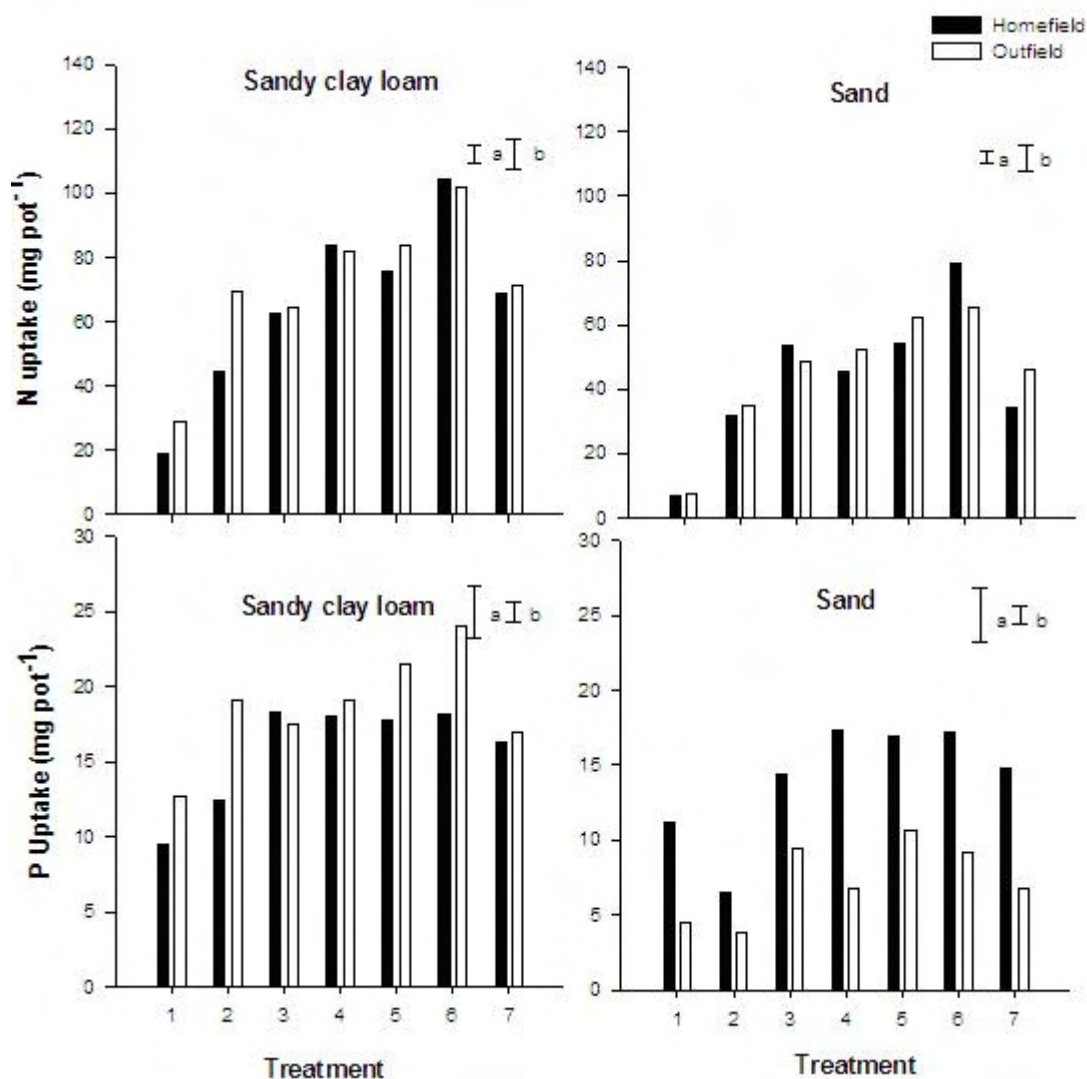 Homefield
Outfield
Sandy clay loam
Sand
140
120
100
80
60
40
20
0
N uptake (mg pot-1)
a b
140
120
100
80
60
40
20
0
a b
30
25
20
15
10
5
0
P Uptake (mg pot-1)
Sandy clay loam
a b
1 2 3 4 5 6 7
Treatment
30
25
20
15
10
5
0
Sand
a b
1 2 3 4 5 6 7
Treatment